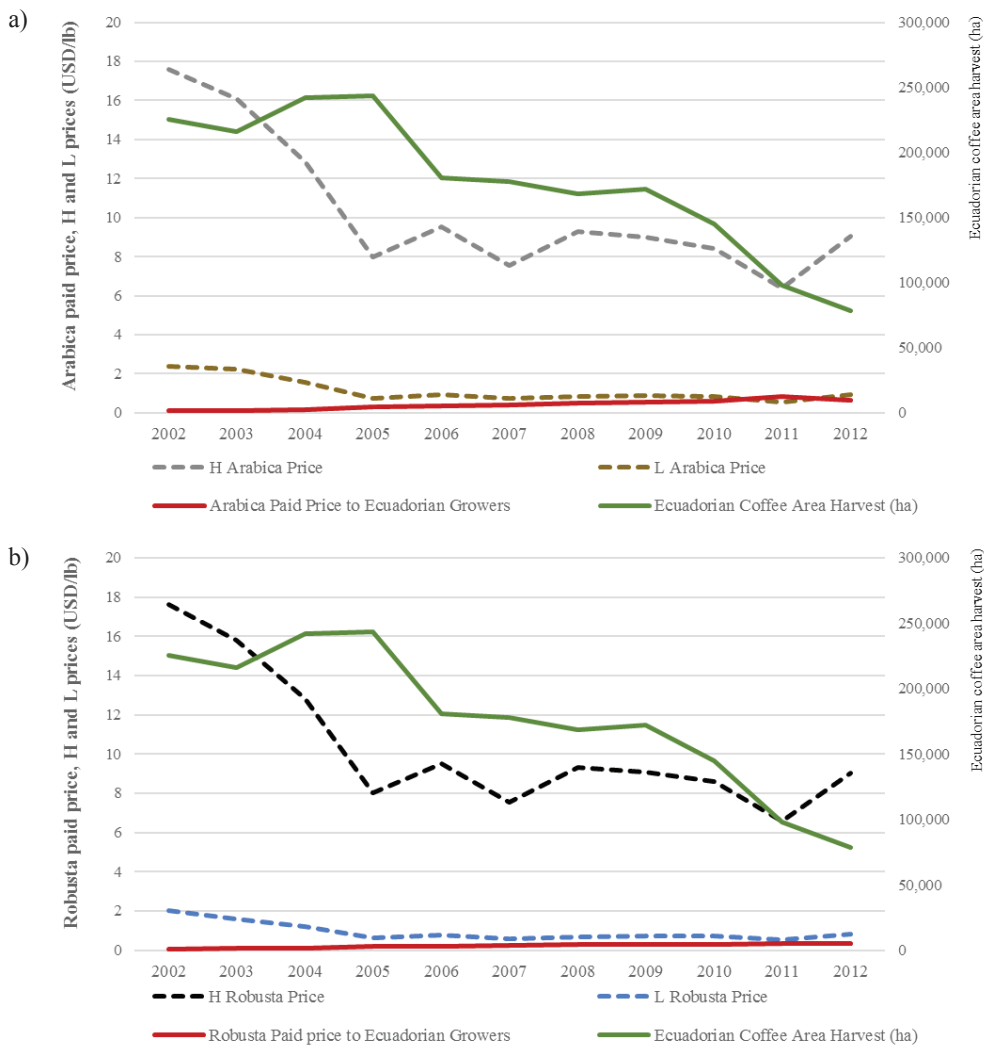 a)
Arabica paid price, H and L prices (USD/lb)
20
18
16
14
12
10
8
6
4
2
0
300,000
250,000
200,000
150,000
100,000
50,000
0
Ecuadorian coffee area harvest (ha)
2002 2003 2004 2005 2006 2007 2008 2009 2010 2011 2012
H Arabica Price
L Arabica Price
Arabica Paid Price to Ecuadorian Growers
Ecuadorian Coffee Area Harvest (ha)
b)
Robusta paid price, H and L prices (USD/lb)
20
18
16
14
12
10
8
6
4
2
0
300,000
250,000
200,000
150,000
100,000
50,000
0
Ecuadorian coffee area harvest (ha)
2002 2003 2004 2005 2006 2007 2008 2009 2010 2011 2012
H Robusta Price
L Robusta Price
Robusta Paid price to Ecuadorian Growers
Ecuadorian Coffee Area Harvest (ha)